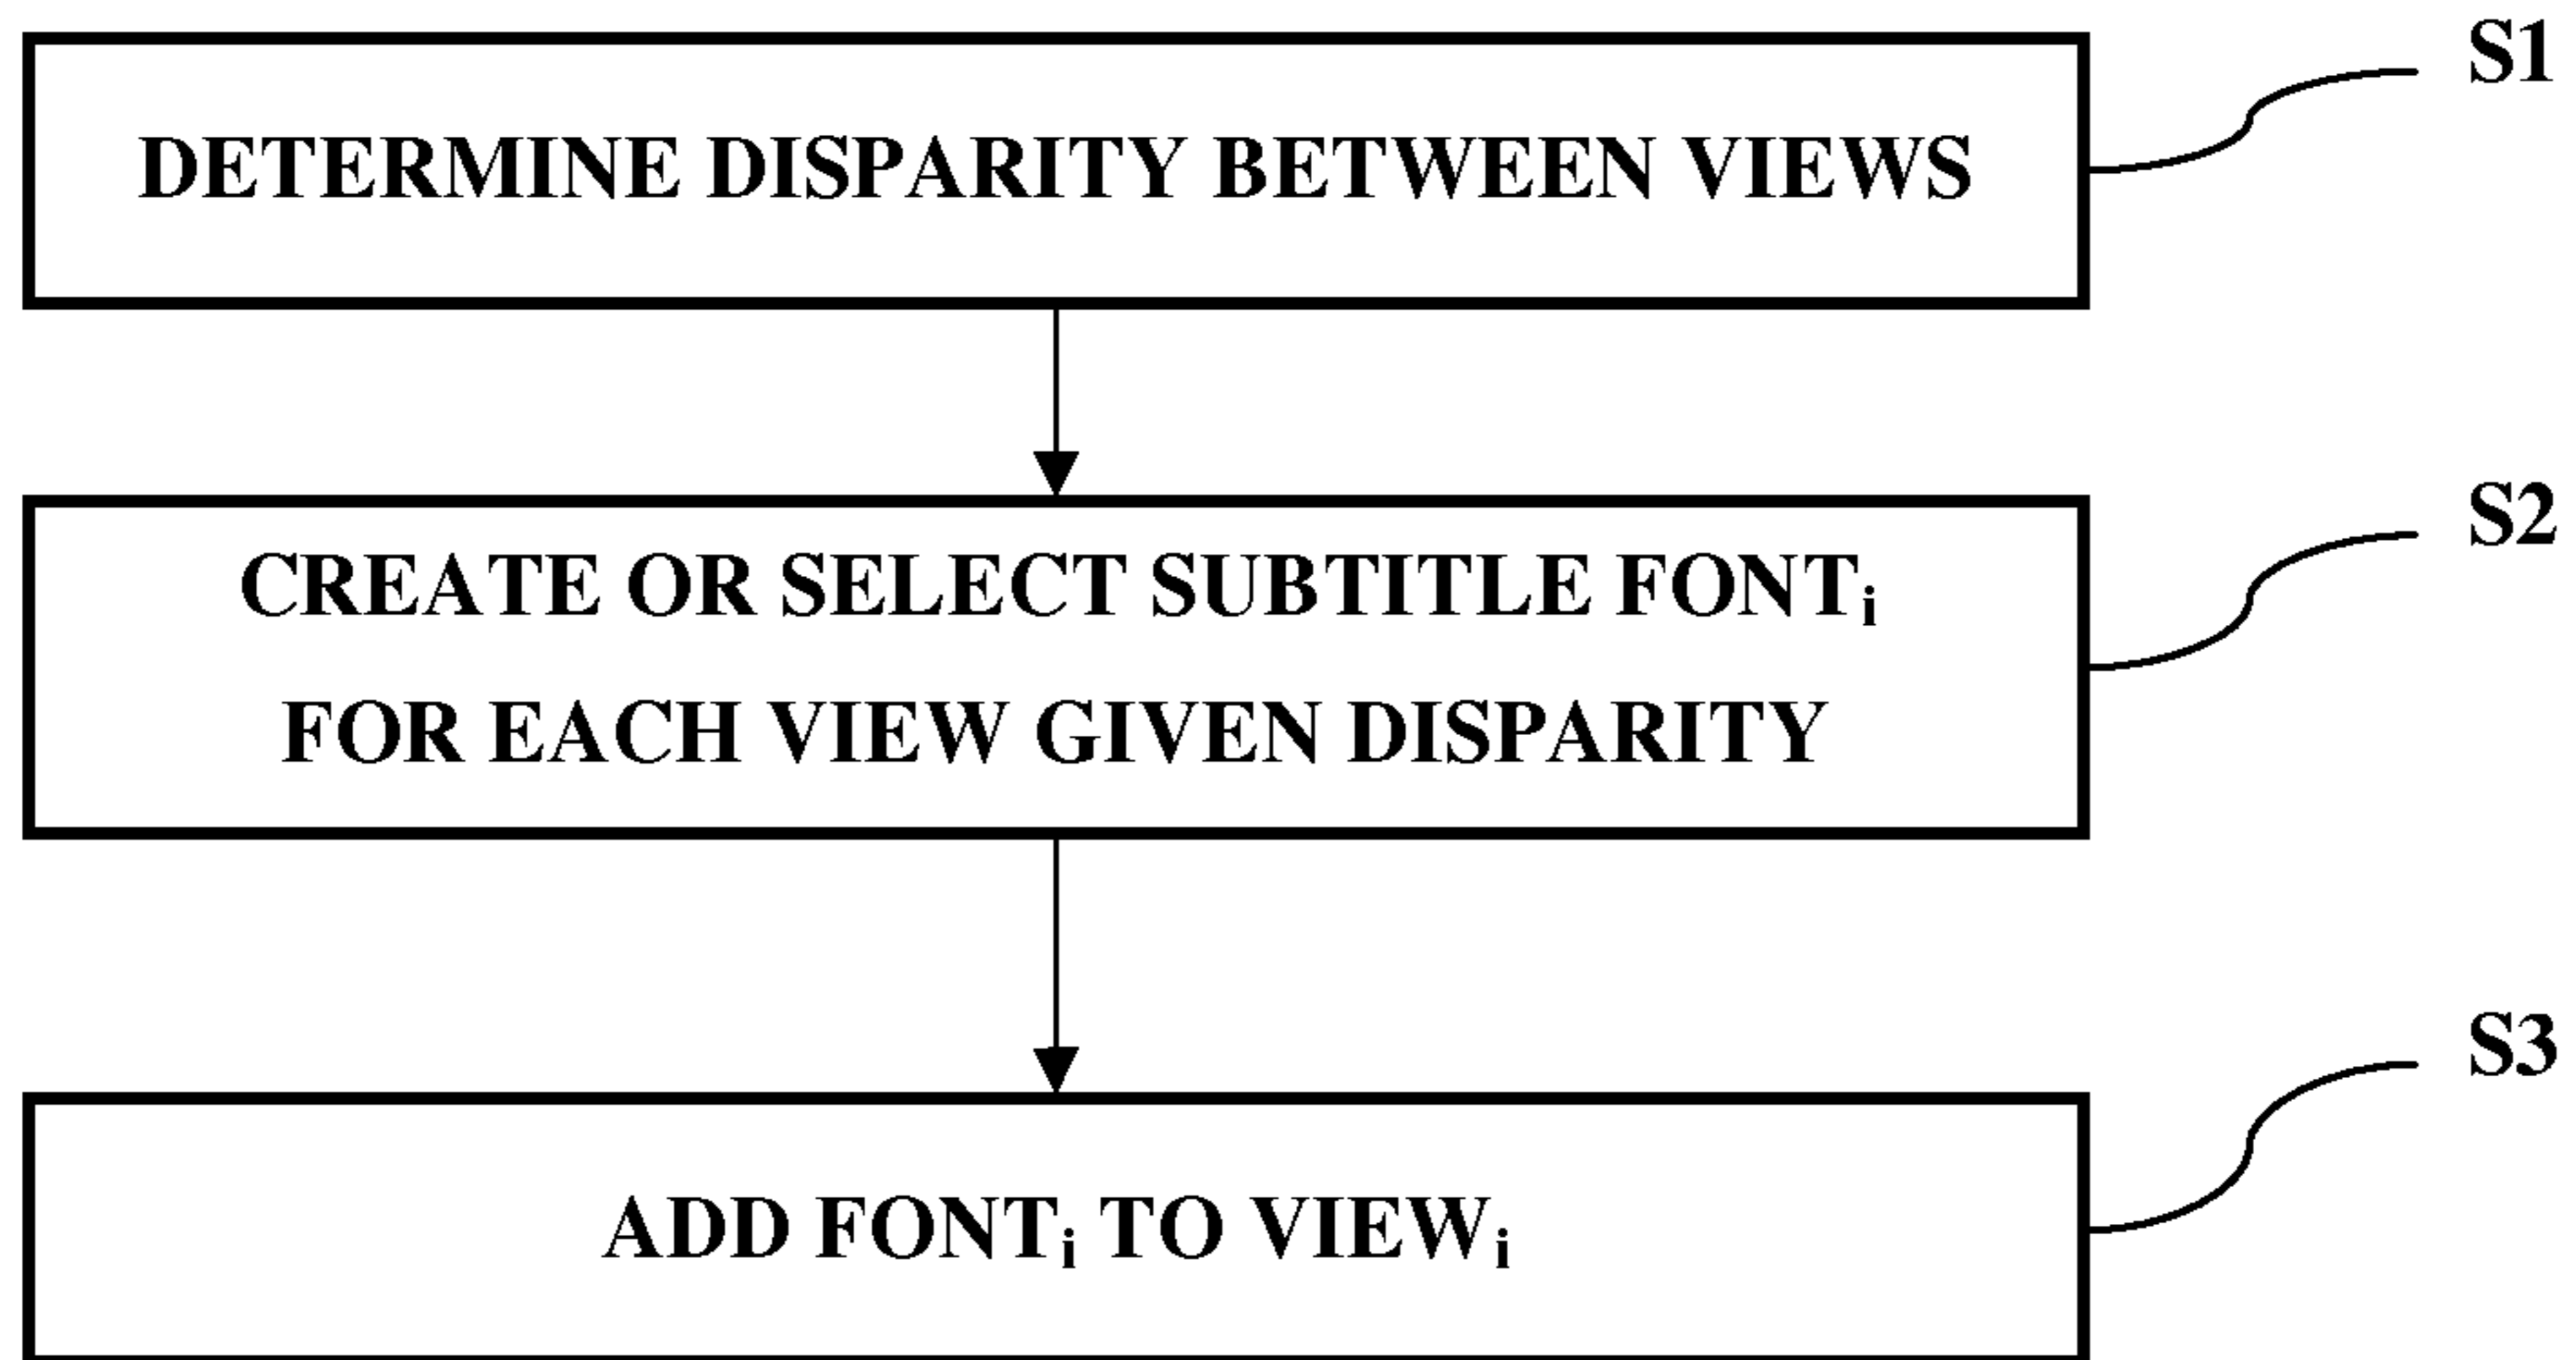 S1
DETERMINE DISPARITY BETWEEN VIEWS
S2
CREATE OR SELECT SUBTITLE FONTᵢ
FOR EACH VIEW GIVEN DISPARITY
S3
ADD FONTᵢ TO VIEWᵢ